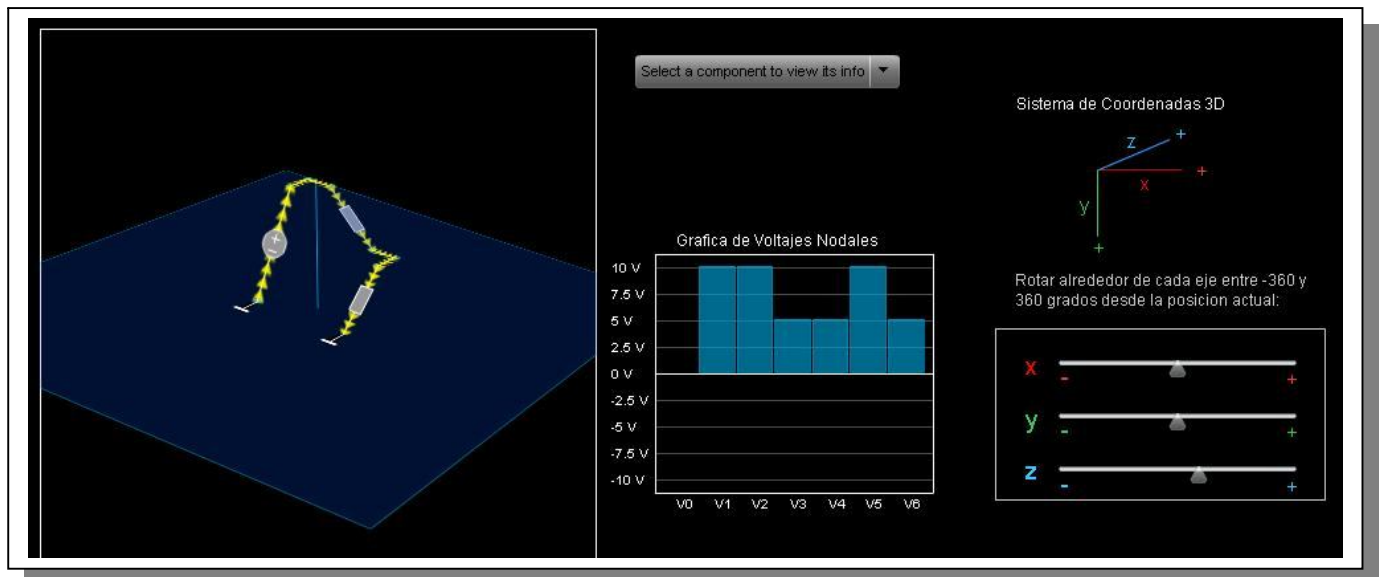 Select a component to view its info
Sistema de Coordenadas 3D
z
+
x
+
y
+
Grafica de Voltajes Nodales
10 V
7.5 V
5 V
2.5 V
0 V
-2.5 V
-5 V
-7.5 V
-10 V
V0 V1 V2 V3 V4 V5 V6
Rotar alrededor de cada eje entre -360 y
360 grados desde la posicion actual:
x
- +
y
- +
z
- +
+
-